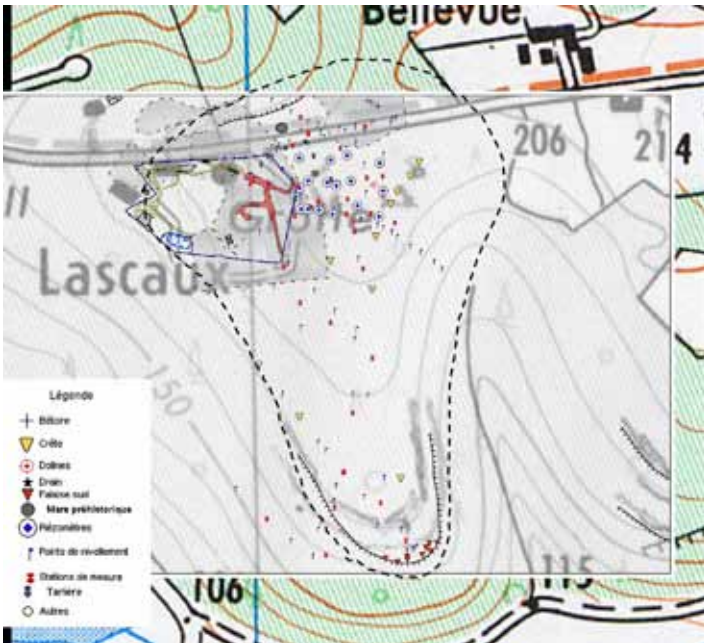 Bellevue
206
214
ll
Grotte
Lascaux
150
Légende
Bétoire
Crête
Dolines
Drain
Falaise sud
Mare préhistorique
Piézomètres
Points de nivellement
Stations de mesure
Tarière
Autres
106
115